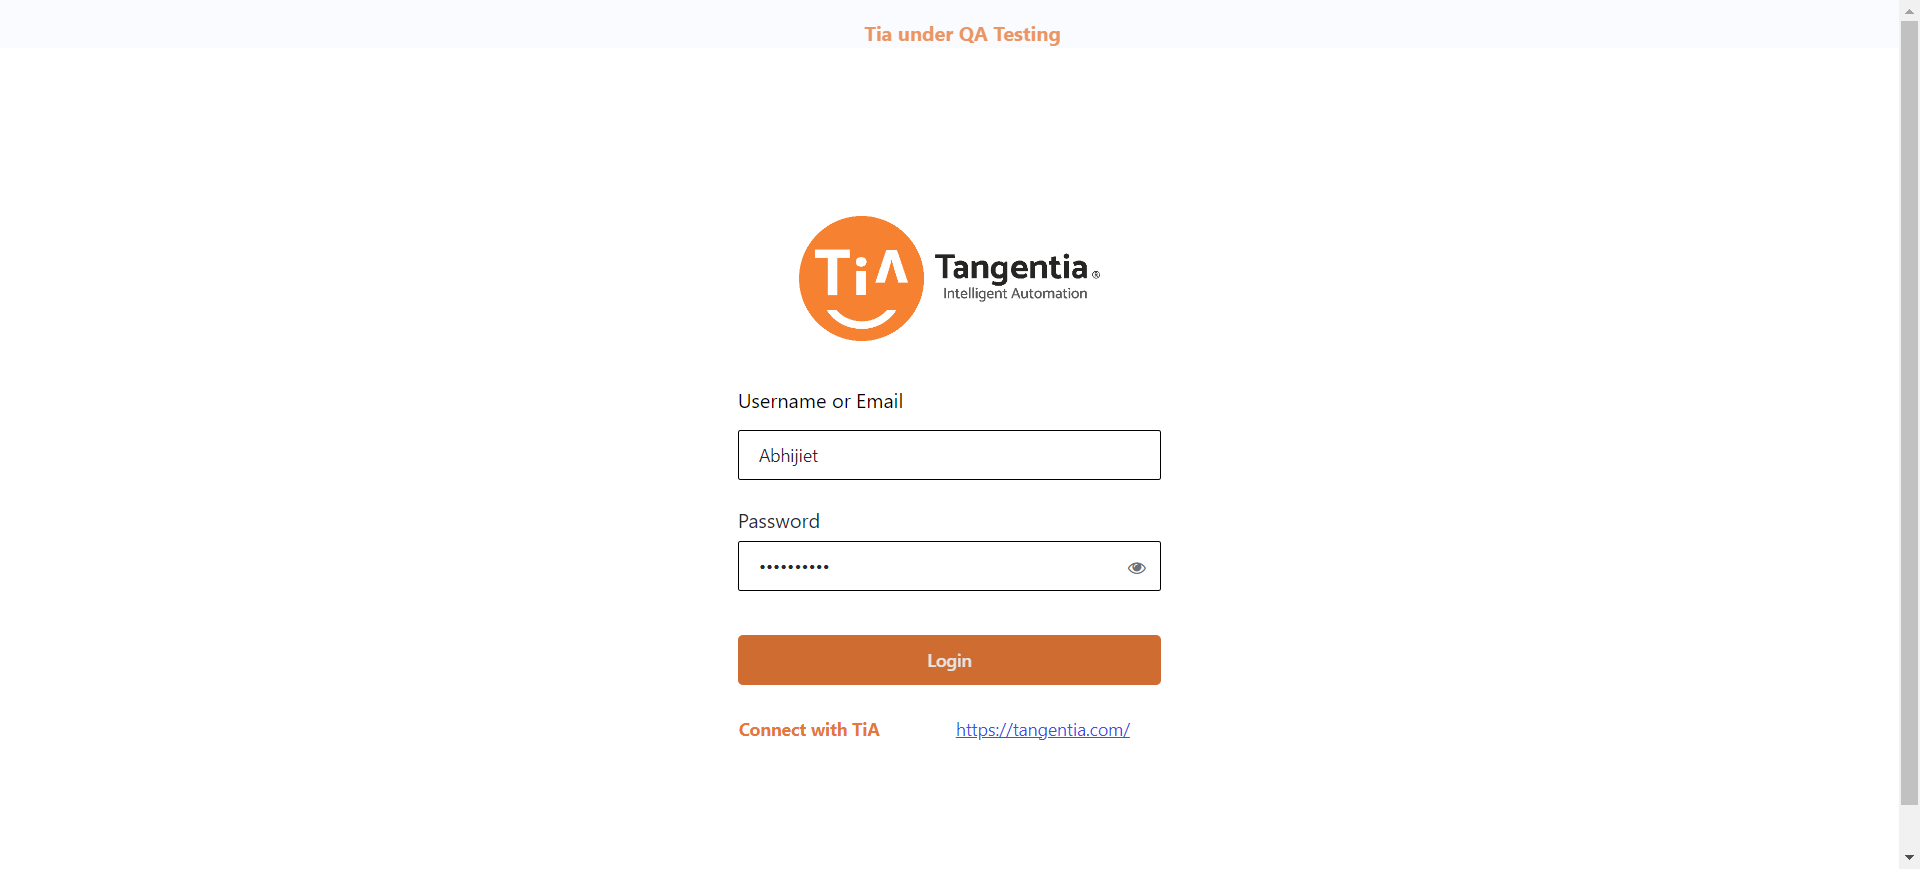 Tia under QA Testing
TiA
Tangentia®
Intelligent Automation
Username or Email
Abhijiet
Password
••••••••••
Login
Connect with TiA https://tangentia.com/